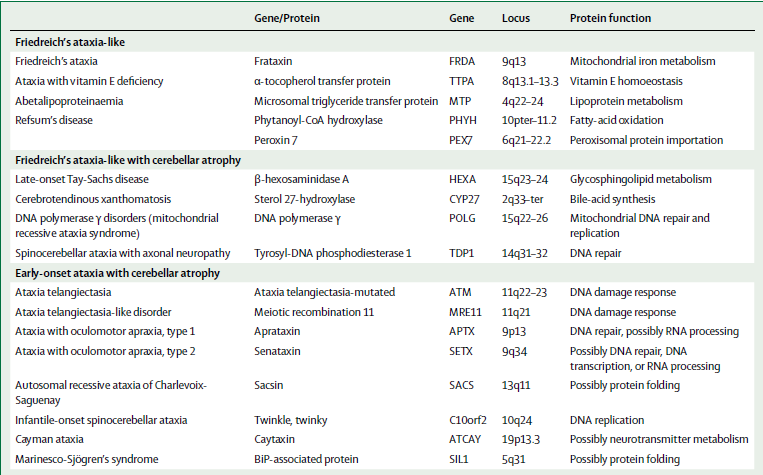 Gene/Protein Gene Locus Protein function
Friedreich's ataxia-like
Friedreich's ataxia Frataxin FRDA 9q13 Mitochondrial iron metabolism
Ataxia with vitamin E deficiency α-tocopherol transfer protein TTPA 8q13.1–13.3 Vitamin E homoeostasis
Abetalipoproteinaemia Microsomal triglyceride transfer protein MTP 4q22–24 Lipoprotein metabolism
Refsum's disease Phytanoyl-CoA hydroxylase PHYH 10pter–11.2 Fatty-acid oxidation
Peroxin 7 PEX7 6q21–22.2 Peroxisomal protein importation
Friedreich's ataxia-like with cerebellar atrophy
Late-onset Tay-Sachs disease β-hexosaminidase A HEXA 15q23–24 Glycosphingolipid metabolism
Cerebrotendinous xanthomatosis Sterol 27-hydroxylase CYP27 2q33–ter Bile-acid synthesis
DNA polymerase γ disorders (mitochondrial DNA polymerase γ POLG 15q22–26 Mitochondrial DNA repair and
recessive ataxia syndrome) replication
Spinocerebellar ataxia with axonal neuropathy Tyrosyl-DNA phosphodiesterase 1 TDP1 14q31–32 DNA repair
Early-onset ataxia with cerebellar atrophy
Ataxia telangiectasia Ataxia telangiectasia-mutated ATM 11q22–23 DNA damage response
Ataxia telangiectasia-like disorder Meiotic recombination 11 MRE11 11q21 DNA damage response
Ataxia with oculomotor apraxia, type 1 Aprataxin APTX 9p13 DNA repair, possibly RNA processing
Ataxia with oculomotor apraxia, type 2 Senataxin SETX 9q34 Possibly DNA repair, DNA
transcription, or RNA processing
Autosomal recessive ataxia of Charlevoix- Sacsin SACS 13q11 Possibly protein folding
Saguenay
Infantile-onset spinocerebellar ataxia Twinkle, twinky C10orf2 10q24 DNA replication
Cayman ataxia Caytaxin ATCAY 19p13.3 Possibly neurotransmitter metabolism
Marinesco-Sjögren's syndrome BiP-associated protein SIL1 5q31 Possibly protein folding